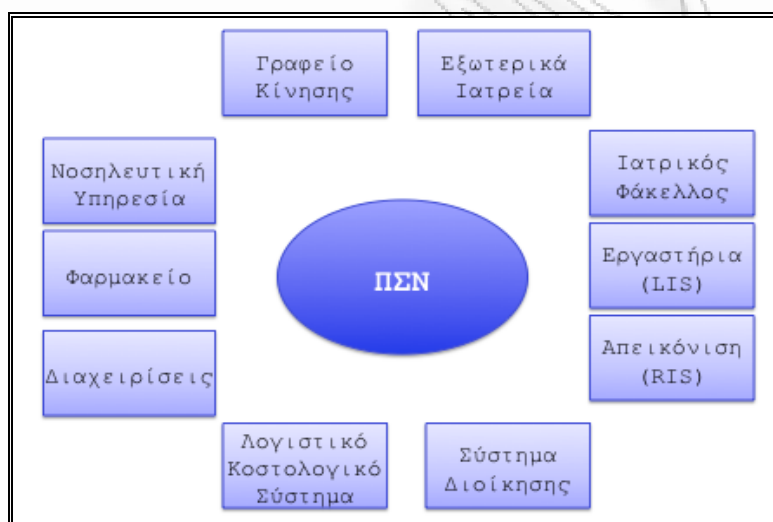 Γραφείο
Κίνησης
Εξωτερικά
Ιατρεία
Νοσηλευτική
Υπηρεσία
Ιατρικός
Φάκελλος
Φαρμακείο
ΠΣΝ
Εργαστήρια
(LIS)
Διαχειρίσεις
Απεικόνιση
(RIS)
Λογιστικό
Κοστολογικό
Σύστημα
Σύστημα
Διοίκησης